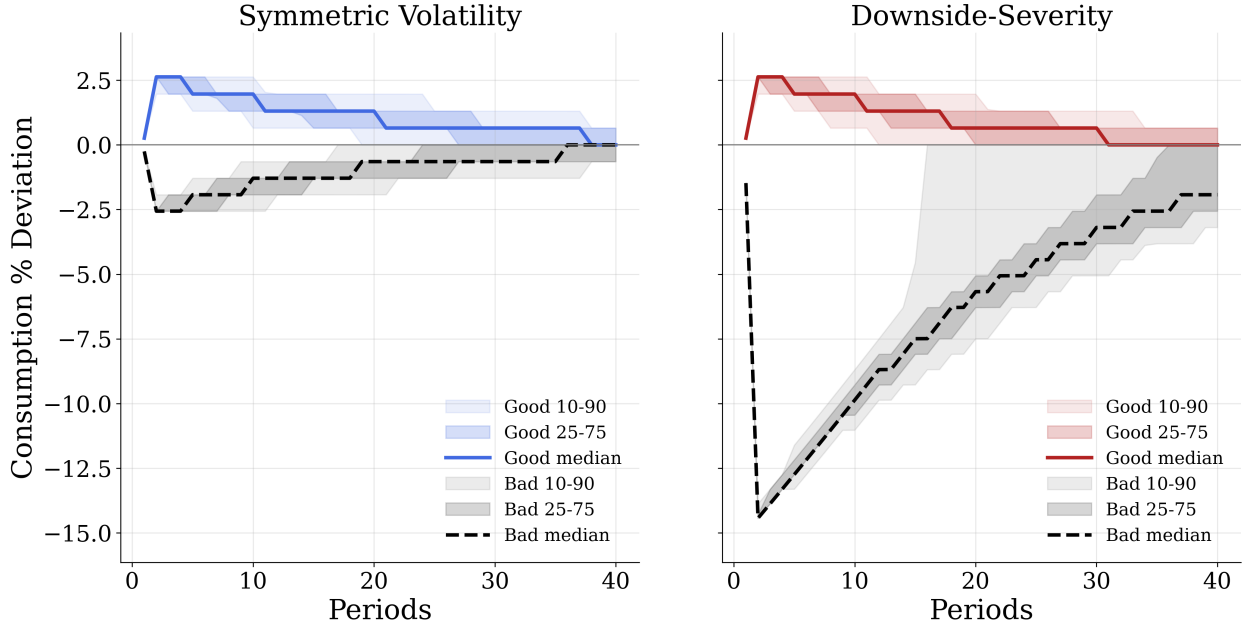 Symmetric Volatility
Downside-Severity
Consumption % Deviation
2.5
0.0
−2.5
−5.0
−7.5
−10.0
−12.5
−15.0
Good 10-90
Good 25-75
Good median
Bad 10-90
Bad 25-75
Bad median
Good 10-90
Good 25-75
Good median
Bad 10-90
Bad 25-75
Bad median
0 10 20 30 40
0 10 20 30 40
Periods
Periods